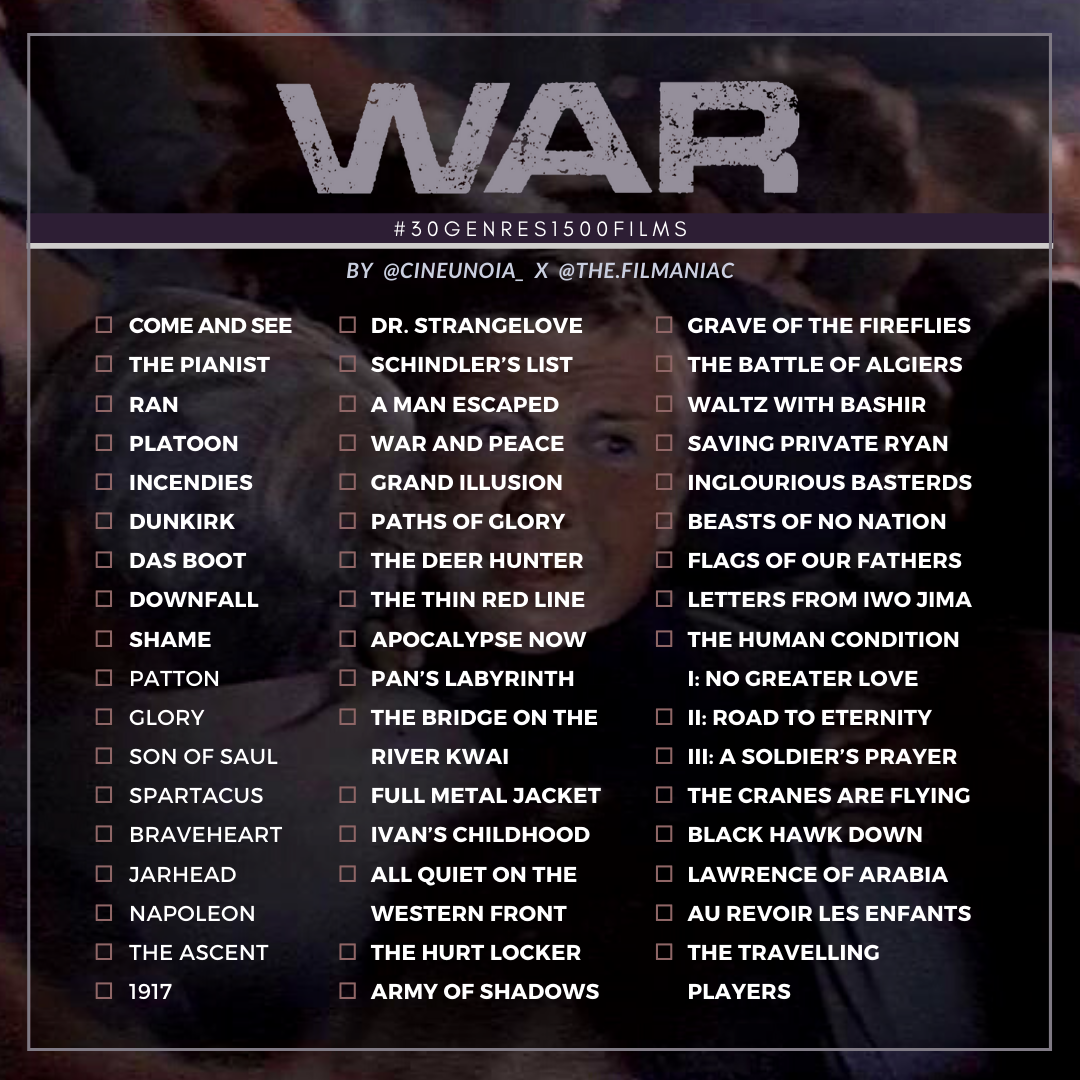 WAR
#30GENRES1500FILMS
BY @CINEUNOIA_ X @THE.FILMANIAC
COME AND SEE
THE PIANIST
RAN
PLATOON
INCENDIES
DUNKIRK
DAS BOOT
DOWNFALL
SHAME
PATTON
GLORY
SON OF SAUL
SPARTACUS
BRAVEHEART
JARHEAD
NAPOLEON
THE ASCENT
1917
DR. STRANGELOVE
SCHINDLER’S LIST
A MAN ESCAPED
WAR AND PEACE
GRAND ILLUSION
PATHS OF GLORY
THE DEER HUNTER
THE THIN RED LINE
APOCALYPSE NOW
PAN’S LABYRINTH
THE BRIDGE ON THE
RIVER KWAI
FULL METAL JACKET
IVAN’S CHILDHOOD
ALL QUIET ON THE
WESTERN FRONT
THE HURT LOCKER
ARMY OF SHADOWS
GRAVE OF THE FIREFLIES
THE BATTLE OF ALGIERS
WALTZ WITH BASHIR
SAVING PRIVATE RYAN
INGLOURIOUS BASTERDS
BEASTS OF NO NATION
FLAGS OF OUR FATHERS
LETTERS FROM IWO JIMA
THE HUMAN CONDITION
I: NO GREATER LOVE
II: ROAD TO ETERNITY
III: A SOLDIER’S PRAYER
THE CRANES ARE FLYING
BLACK HAWK DOWN
LAWRENCE OF ARABIA
AU REVOIR LES ENFANTS
THE TRAVELLING
PLAYERS